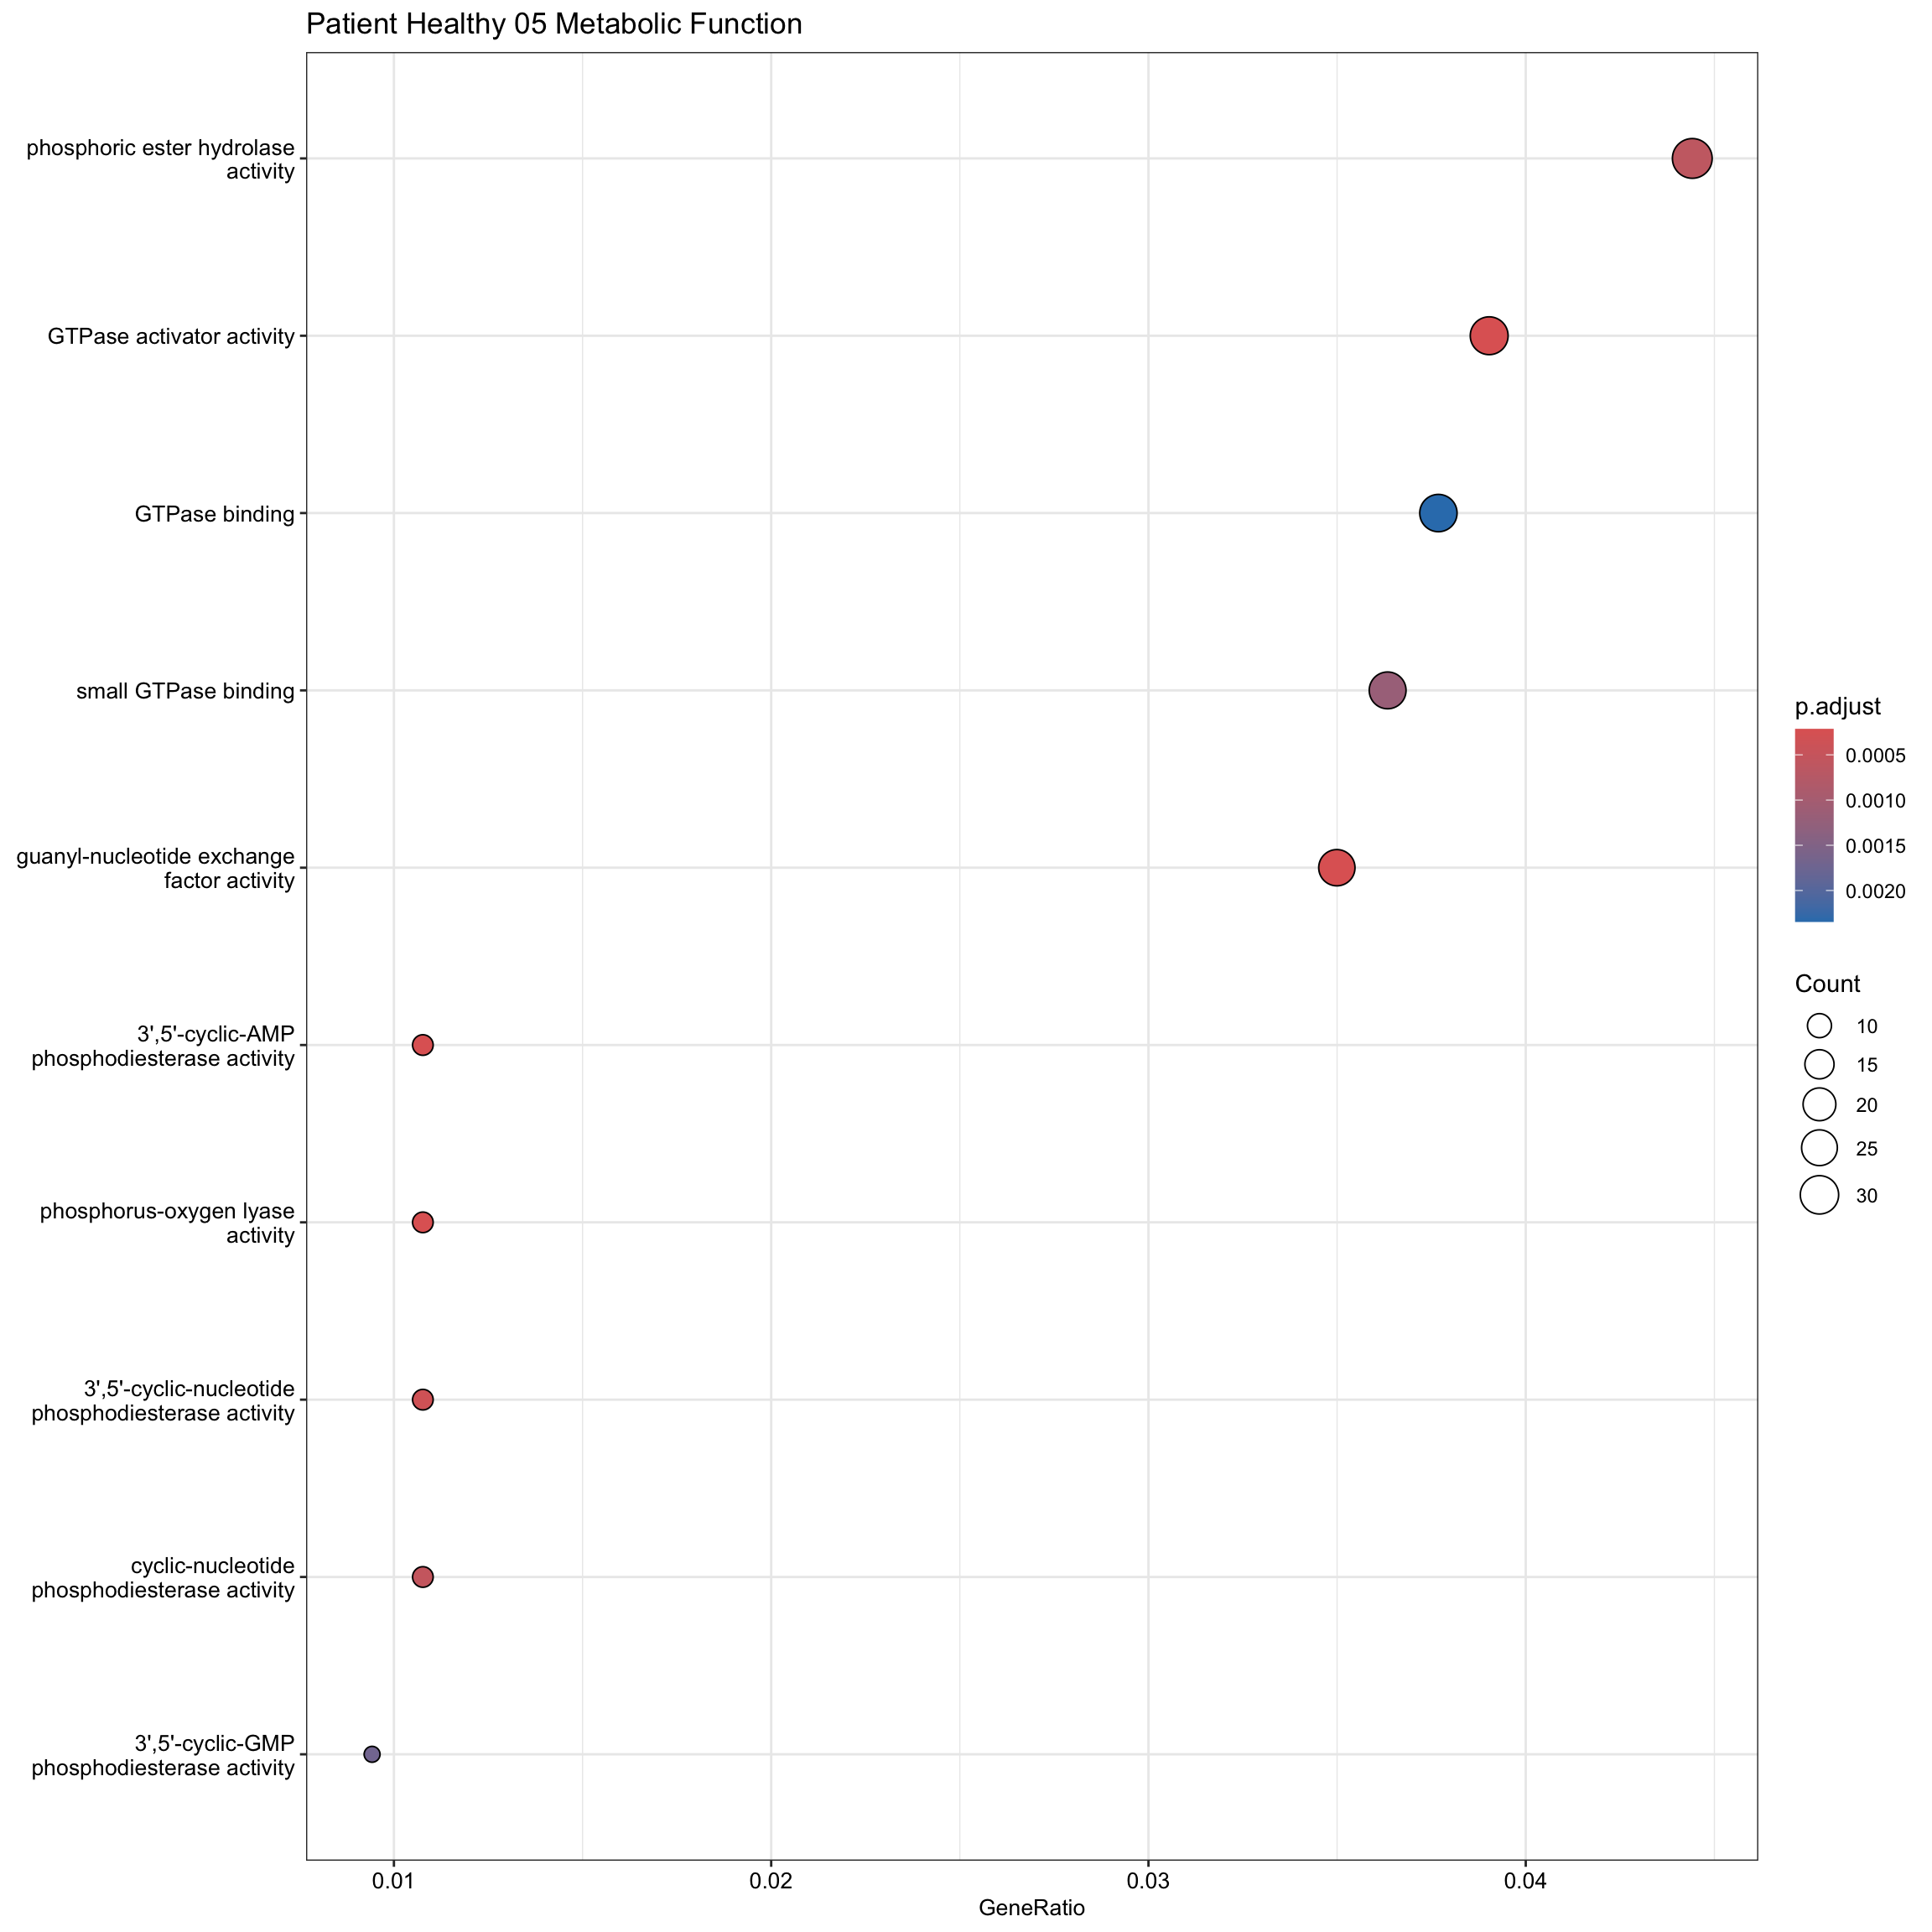 Patient Healthy 05 Metabolic Function
phosphoric ester hydrolase
activity
GTPase activator activity
GTPase binding
small GTPase binding
guanyl-nucleotide exchange
factor activity
3',5'-cyclic-AMP
phosphodiesterase activity
phosphorus-oxygen lyase
activity
3',5'-cyclic-nucleotide
phosphodiesterase activity
cyclic-nucleotide
phosphodiesterase activity
3',5'-cyclic-GMP
phosphodiesterase activity
0.01
0.02
0.03
0.04
GeneRatio
p.adjust
0.0005
0.0010
0.0015
0.0020
Count
10
15
20
25
30